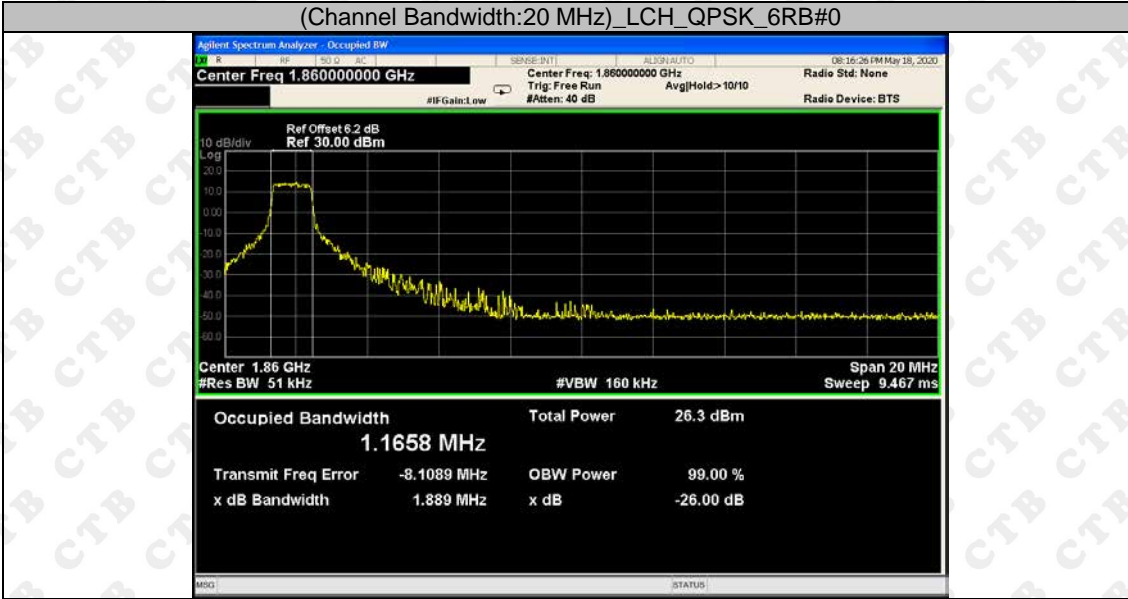 (Channel Bandwidth:20 MHz)_LCH_QPSK_6RB#0
Agilent Spectrum Analyzer - Occupied BW
LXI R RF 50 Ω AC SENSE:INT ALIGN AUTO 08:16:26 PM May 18, 2020
Center Freq 1.860000000 GHz
Center Freq: 1.860000000 GHz
Radio Std: None
Trig: Free Run Avg|Hold:>10/10
#IFGain:Low
#Atten: 40 dB
Radio Device: BTS
Ref Offset 6.2 dB
10 dB/div Ref 30.00 dBm
Log
20.0
10.0
0.00
-10.0
-20.0
-30.0
-40.0
-50.0
-60.0
Center 1.86 GHz Span 20 MHz
#Res BW 51 kHz #VBW 160 kHz Sweep 9.467 ms
Occupied Bandwidth Total Power 26.3 dBm
1.1658 MHz
Transmit Freq Error -8.1089 MHz OBW Power 99.00 %
x dB Bandwidth 1.889 MHz x dB -26.00 dB
MSG STATUS
CTB